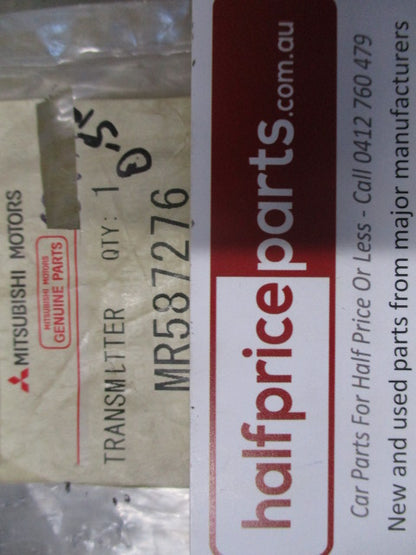 MITSUBISHI MOTORS
MITSUBISHI MOTORS
GENUINE PARTS
TRANSMITTER QTY: 1
MR587276
halfpriceparts.com.au
Car Parts For Half Price Or Less - Call 0412 760 479
New and used parts from major manufacturers